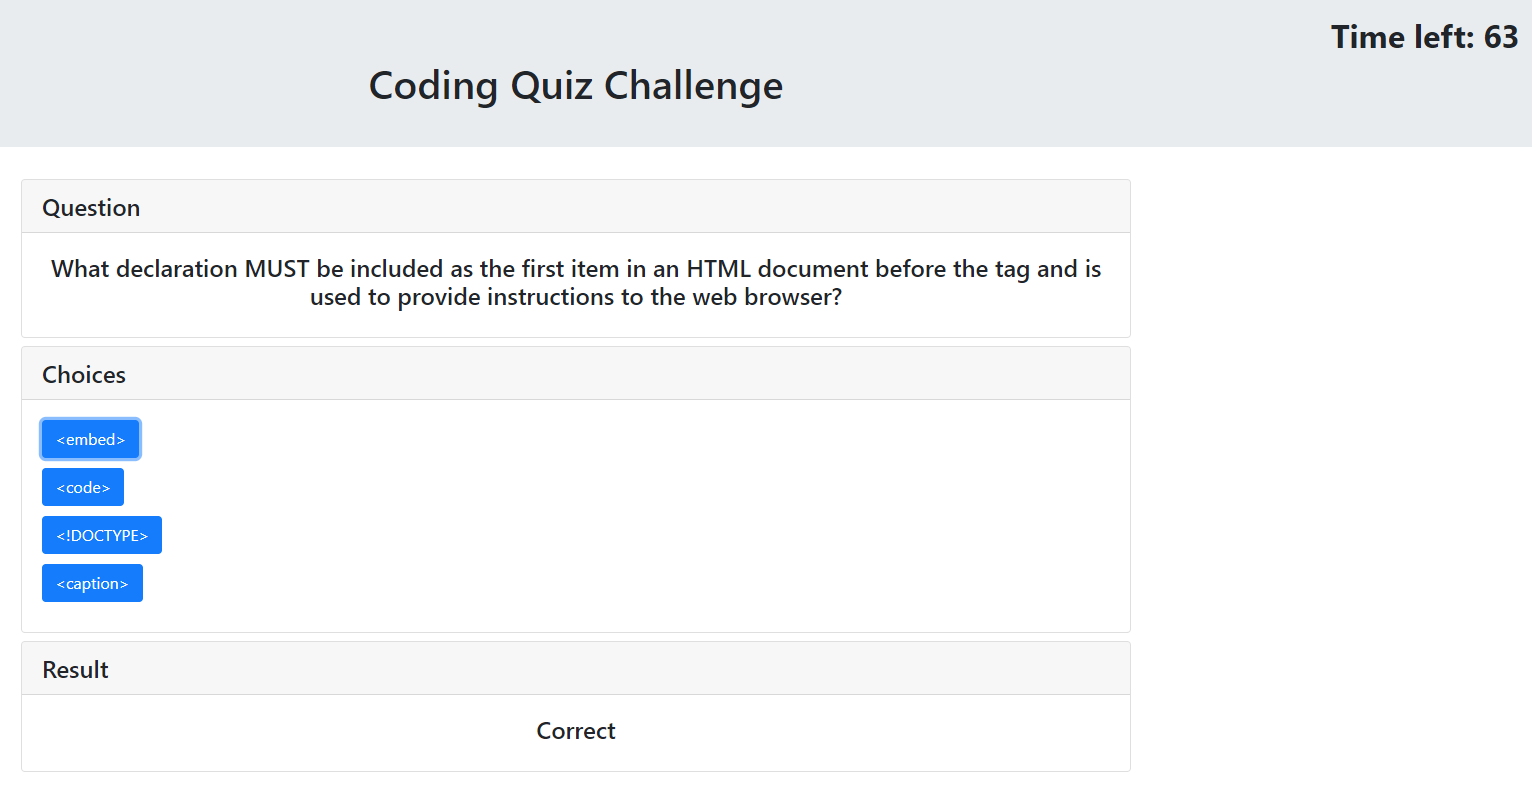 Time left: 63
Coding Quiz Challenge
Question
What declaration MUST be included as the first item in an HTML document before the tag and is
used to provide instructions to the web browser?
Choices
<embed>
<code>
<!DOCTYPE>
<caption>
Result
Correct